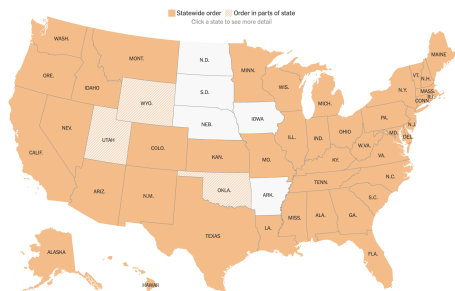 Statewide order Order in parts of state
Click a state to see more detail
WASH.
MONT.
N.D.
MINN.
MAINE
ORE.
IDAHO
WYO.
S.D.
WIS.
MICH.
VT.
N.H.
N.Y.
MASS.
R.I.
CONN.
NEV.
UTAH
COLO.
NEB.
IOWA
ILL.
IND.
OHIO
PA.
N.J.
MD.
DEL.
CALIF.
KAN.
MO.
KY.
W.VA.
VA.
ARIZ.
N.M.
OKLA.
ARK.
TENN.
N.C.
S.C.
TEXAS
LA.
MISS.
ALA.
GA.
FLA.
ALASKA
HAWAII